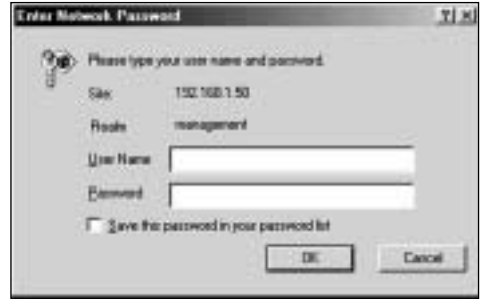 Enter Network Password
Please type your user name and password.
Site: 192.168.1.50
Realm management
User Name
Password
Save this password in your password list
OK Cancel